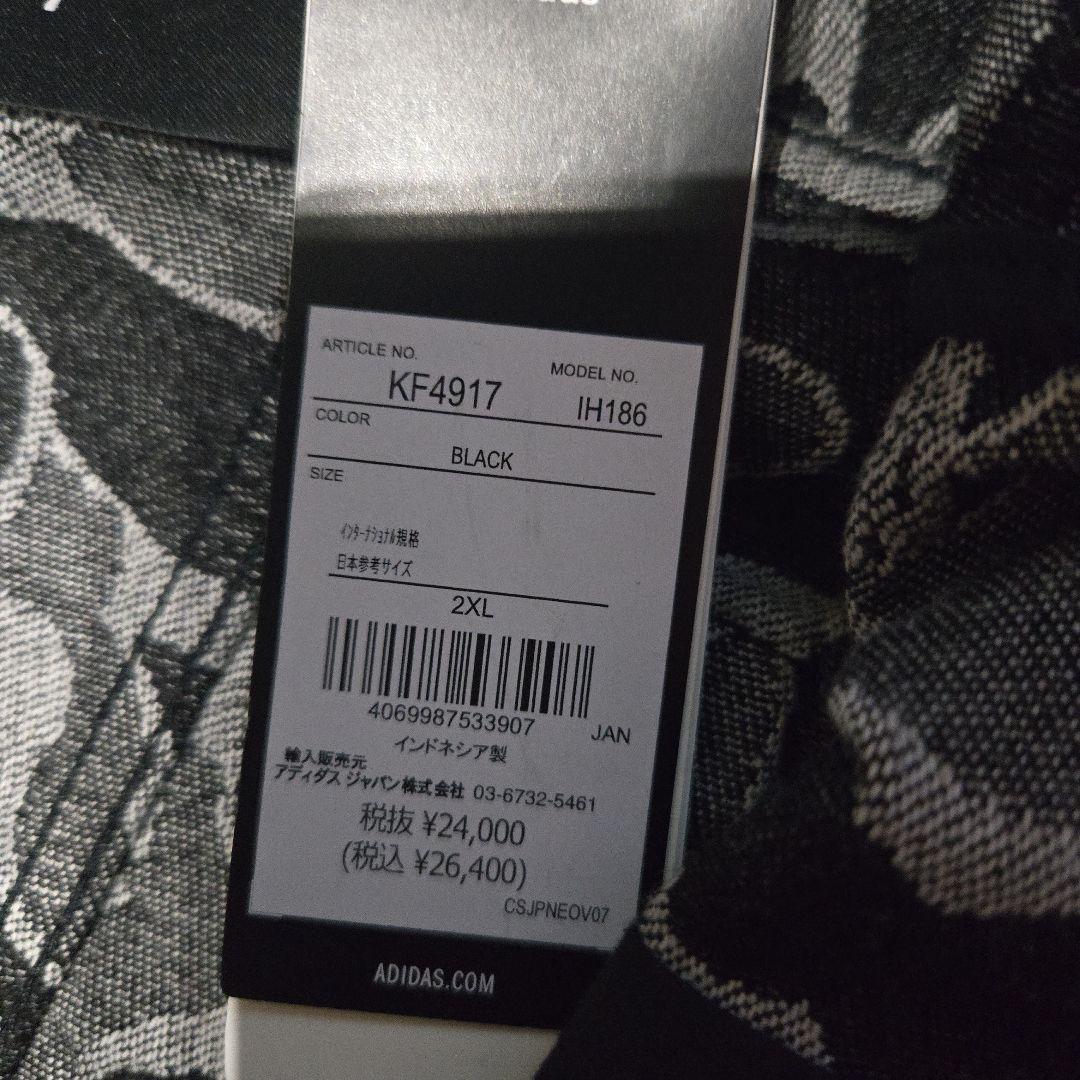 ARTICLE NO. MODEL NO.
KF4917 IH186
COLOR
BLACK
SIZE
インターナショナル規格
日本参考サイズ
2XL
4069987533907 JAN
インドネシア製
輸入販売元
アディダス ジャパン株式会社 03-6732-5461
税抜 ¥24,000
(税込 ¥26,400)
CSJPNEOV07
ADIDAS.COM